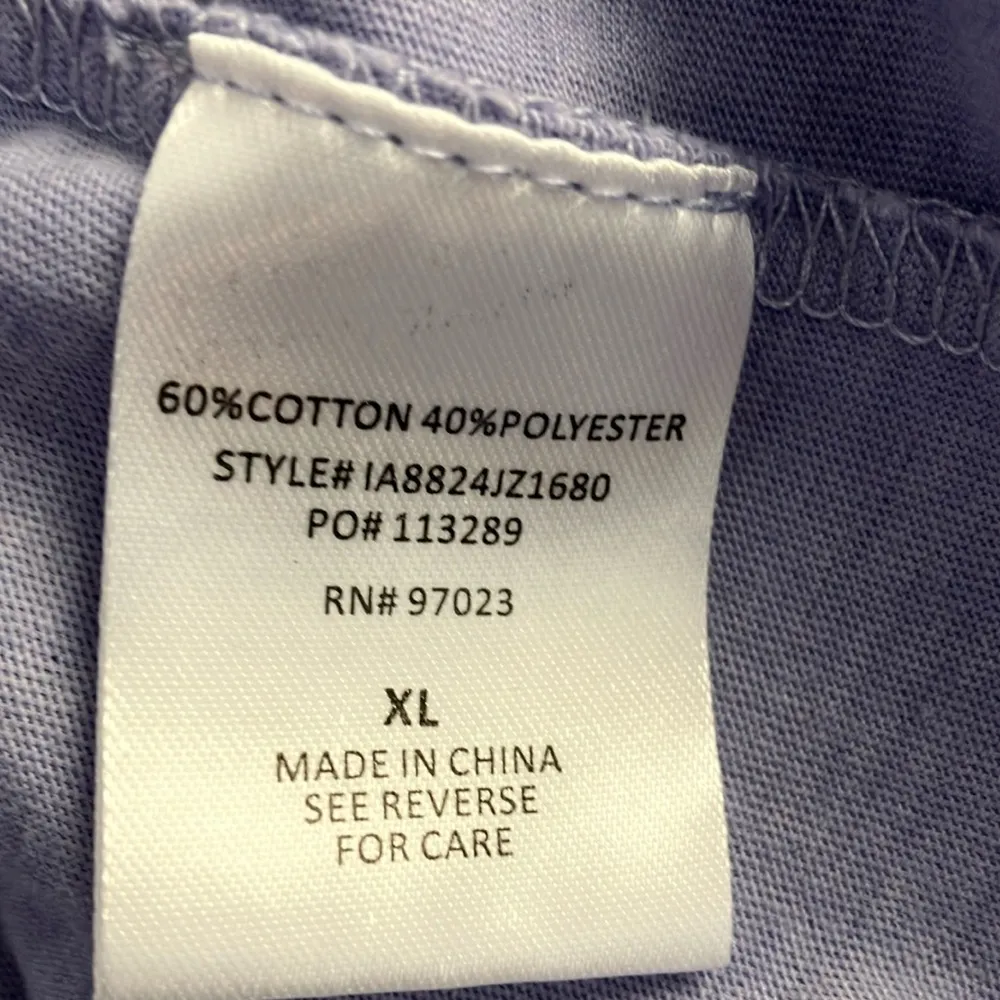 60%COTTON 40%POLYESTER
STYLE# IA8824JZ1680
PO# 113289
RN# 97023
XL
MADE IN CHINA
SEE REVERSE
FOR CARE